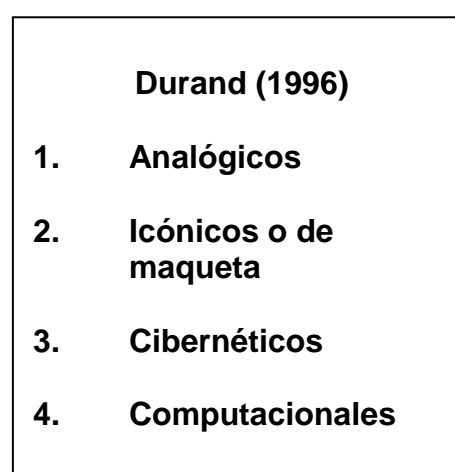 Durand (1996)
1. Analógicos
2. Icónicos o de
maqueta
3. Cibernéticos
4. Computacionales